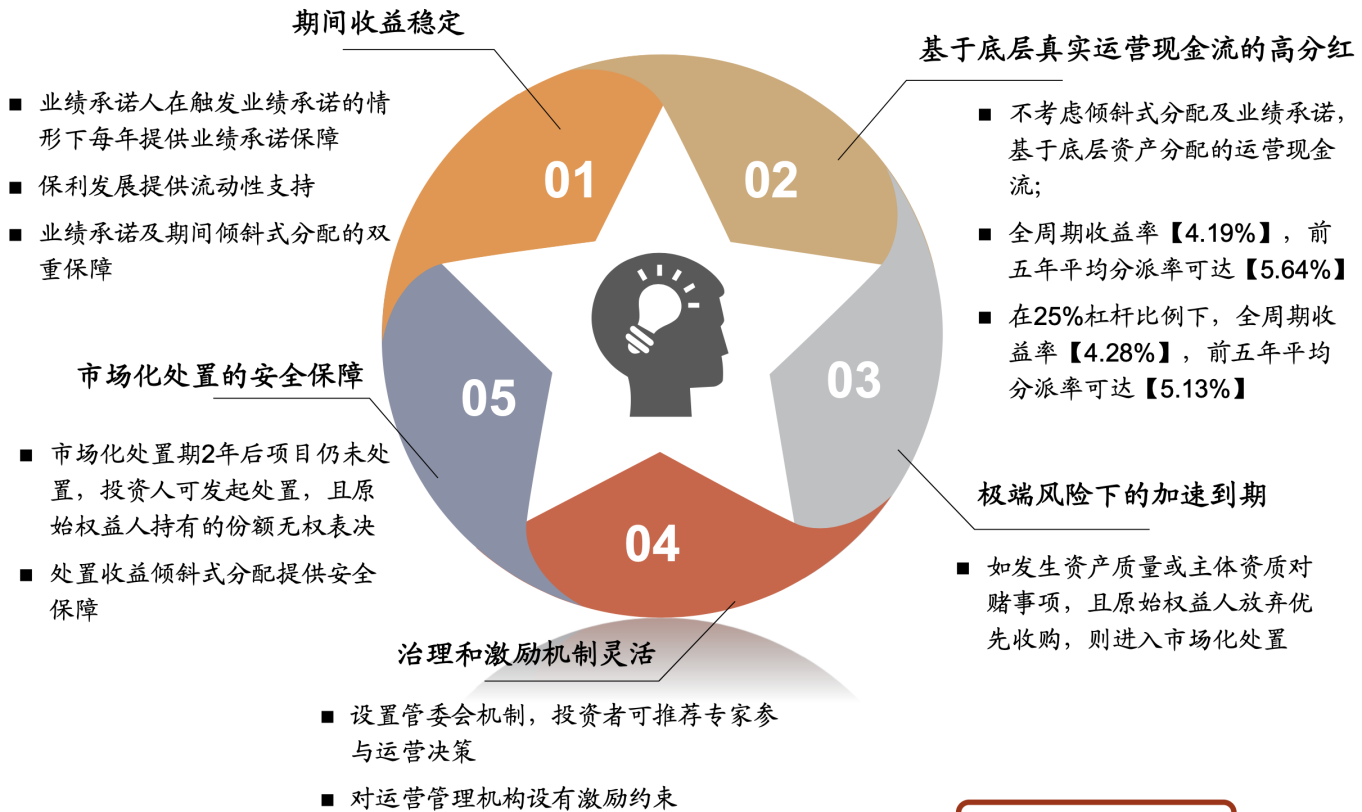 期间收益稳定
■ 业绩承诺人在触发业绩承诺的情
形下每年提供业绩承诺保障
■ 保利发展提供流动性支持
■ 业绩承诺及期间倾斜式分配的双
重保障
01
基于底层真实运营现金流的高分红
■ 不考虑倾斜式分配及业绩承诺，
基于底层资产分配的运营现金
流;
■ 全周期收益率【4.19%】，前
五年平均分派率可达【5.64%】
■ 在25%杠杆比例下，全周期收
益率【4.28%】，前五年平均
分派率可达【5.13%】
02
极端风险下的加速到期
■ 如发生资产质量或主体资质对
赌事项，且原始权益人放弃优
先收购，则进入市场化处置
03
治理和激励机制灵活
■ 设置管委会机制，投资者可推荐专家参
与运营决策
■ 对运营管理机构设有激励约束
04
市场化处置的安全保障
■ 市场化处置期2年后项目仍未处
置，投资人可发起处置，且原
始权益人持有的份额无权表决
■ 处置收益倾斜式分配提供安全
保障
05